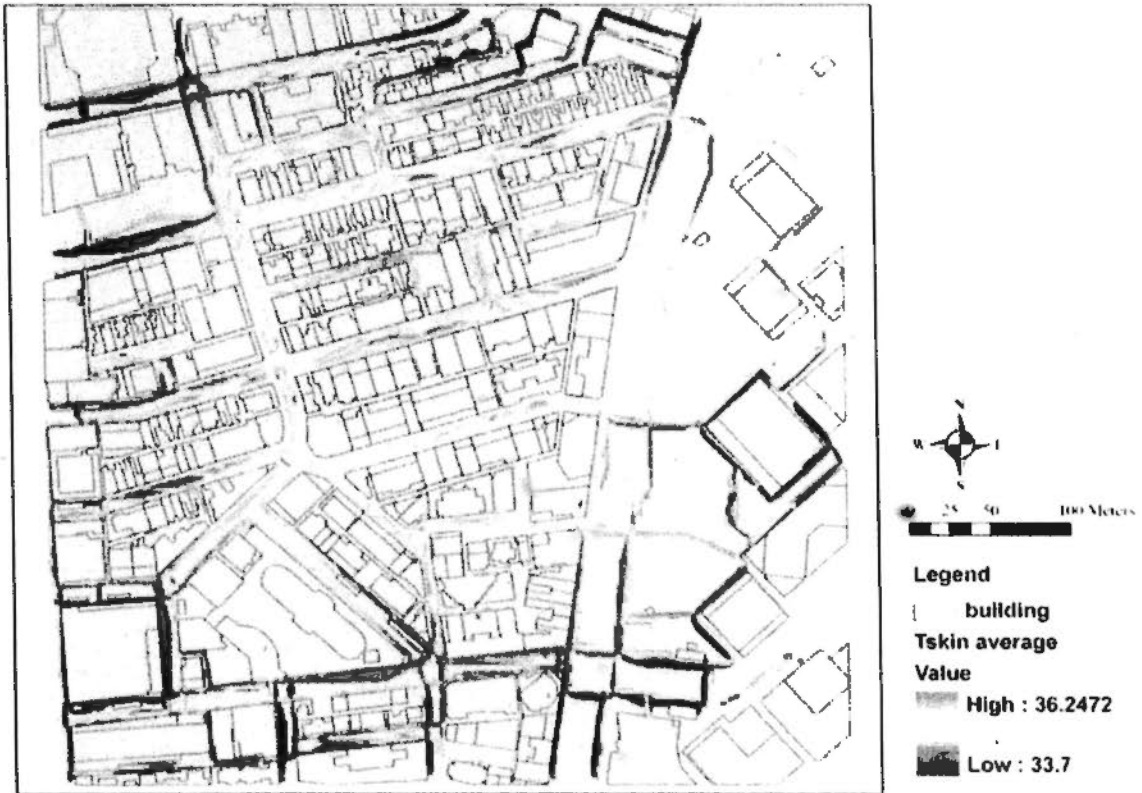 N
W
S
25 50 100 Meters
Legend
building
Tskin average
Value
High : 36.2472
Low : 33.7